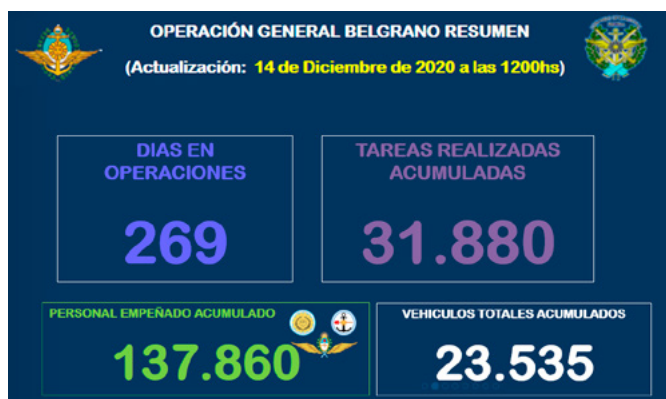 OPERACIÓN GENERAL BELGRANO RESUMEN
(Actualización: 14 de Diciembre de 2020 a las 1200hs)
DIAS EN
OPERACIONES
269
TAREAS REALIZADAS
ACUMULADAS
31.880
PERSONAL EMPEÑADO ACUMULADO
137.860
VEHICULOS TOTALES ACUMULADOS
23.535